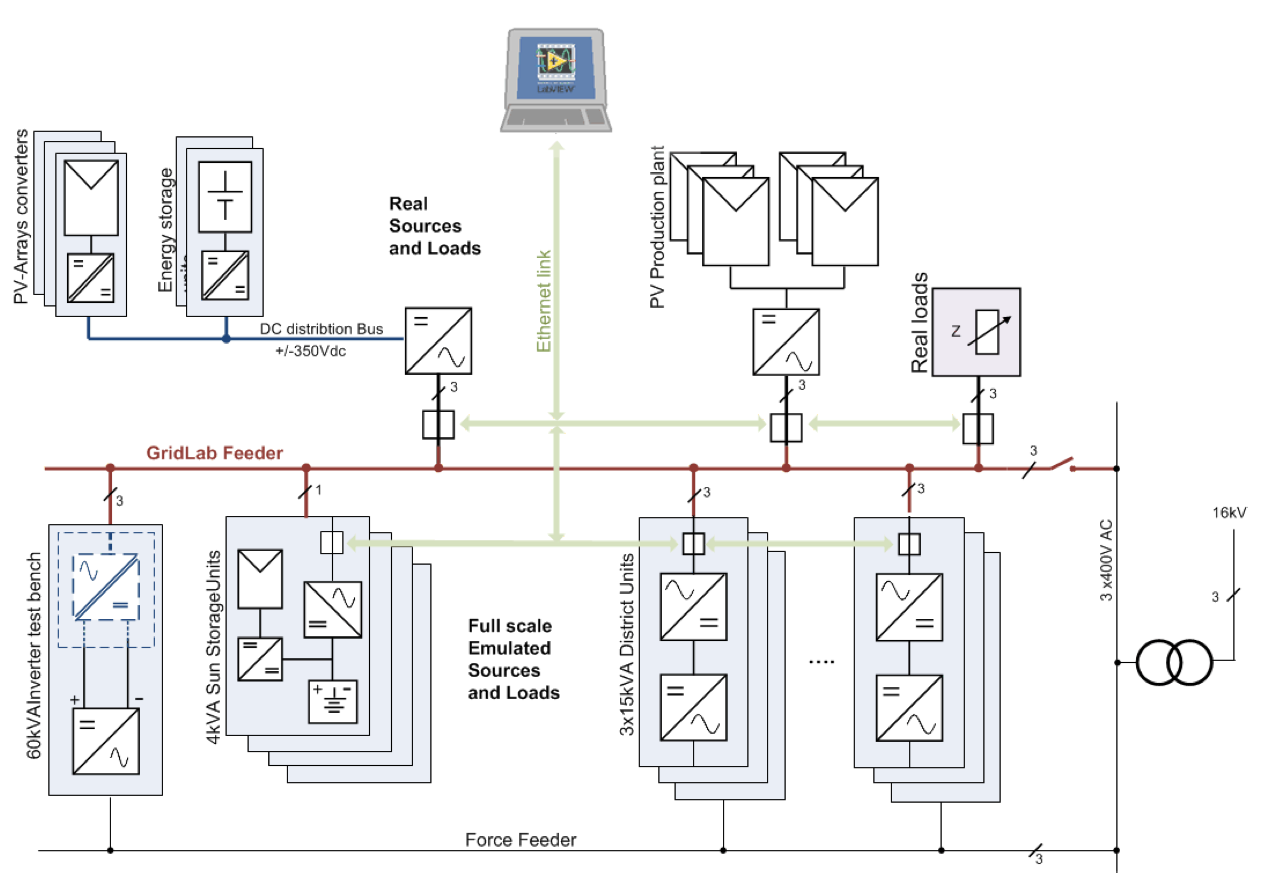 LabVIEW
PV-Arrays converters
Energy storage
units
Real
Sources
and Loads
Ethernet link
PV Production plant
Real loads
Z
DC distribtion Bus
+/-350Vdc
3
3
3
GridLab Feeder
3
3
1
3
3
16kV
3
3 x400V AC
60kVAInverter test bench
+
-
4kVA Sun StorageUnits
+
-
Full scale
Emulated
Sources
and Loads
3x15kVA District Units
....
Force Feeder
3